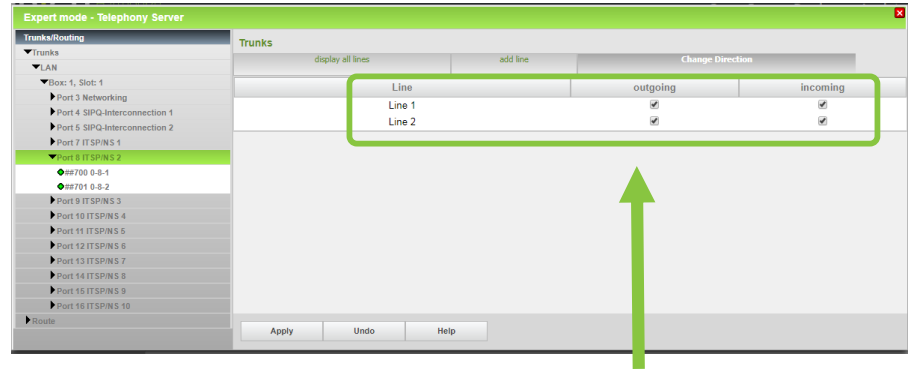 Expert mode - Telephony Server
Trunks/Routing
Trunks
LAN
Box: 1, Slot: 1
Port 3 Networking
Port 4 SIPQ-Interconnection 1
Port 5 SIPQ-Interconnection 2
Port 7 ITSP/NS 1
Port 8 ITSP/NS 2
##700 0-8-1
##701 0-8-2
Port 9 ITSP/NS 3
Port 10 ITSP/NS 4
Port 11 ITSP/NS 5
Port 12 ITSP/NS 6
Port 13 ITSP/NS 7
Port 14 ITSP/NS 8
Port 15 ITSP/NS 9
Port 16 ITSP/NS 10
Route
Trunks
display all lines add line Change Direction
Line outgoing incoming
Line 1
Line 2
Apply Undo Help